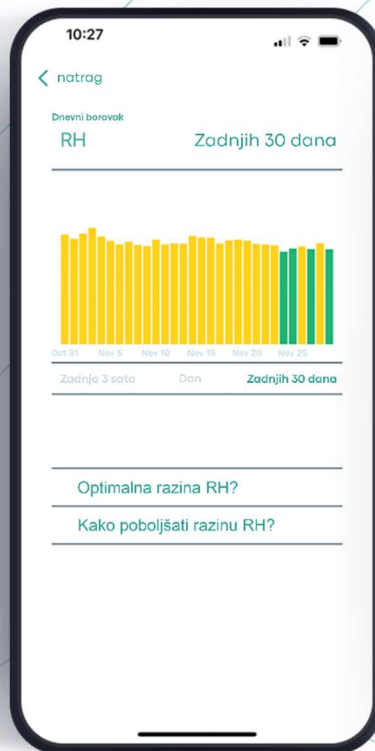 10:27
natrag
Dnevni boravak
RH Zadnjih 30 dana
Oct 31 Nov 5 Nov 10 Nov 15 Nov 20 Nov 25
Zadnja 3 sata Dan Zadnjih 30 dana
Optimalna razina RH?
Kako poboljšati razinu RH?